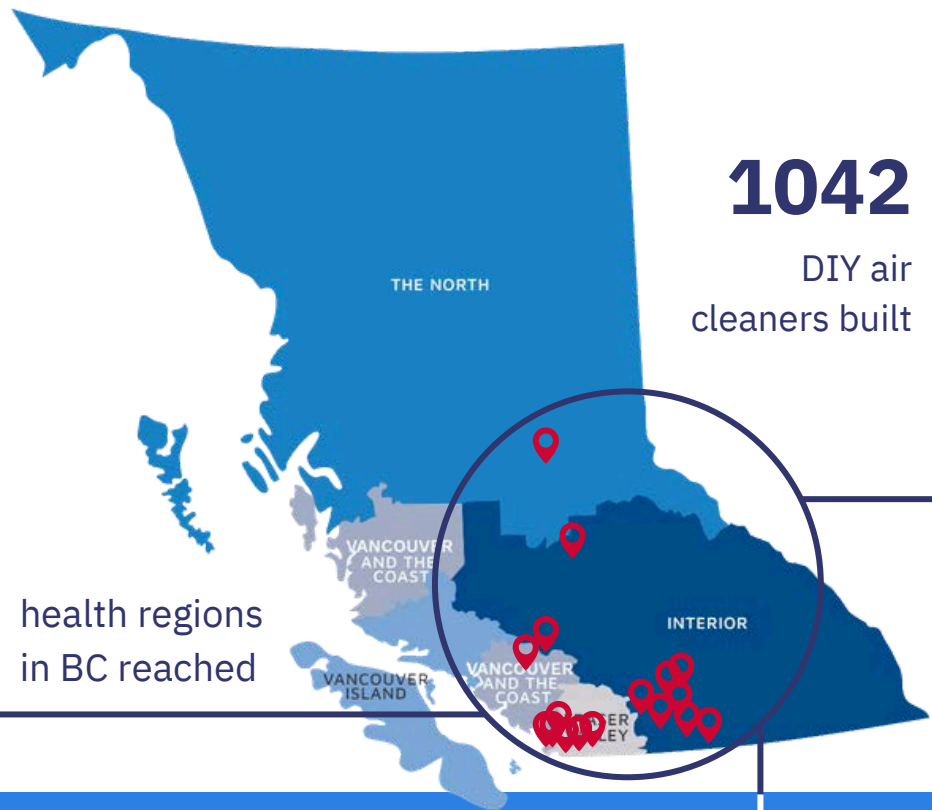 1042
DIY air
cleaners built
THE NORTH
VANCOUVER
AND THE
COAST
health regions
in BC reached
INTERIOR
VANCOUVER
ISLAND
VANCOUVER
AND THE
COAST